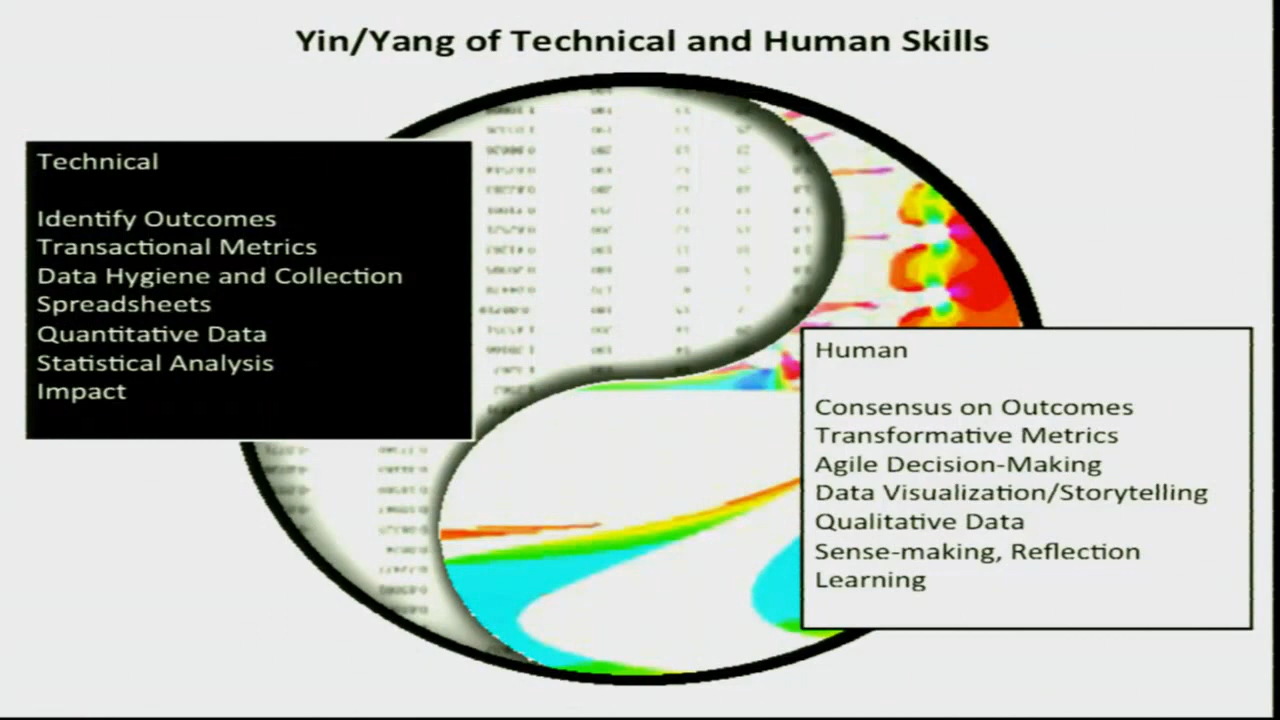 Yin/Yang of Technical and Human Skills
Technical
Identify Outcomes
Transactional Metrics
Data Hygiene and Collection
Spreadsheets
Quantitative Data
Statistical Analysis
Impact
Human
Consensus on Outcomes
Transformative Metrics
Agile Decision-Making
Data Visualization/Storytelling
Qualitative Data
Sense-making, Reflection
Learning